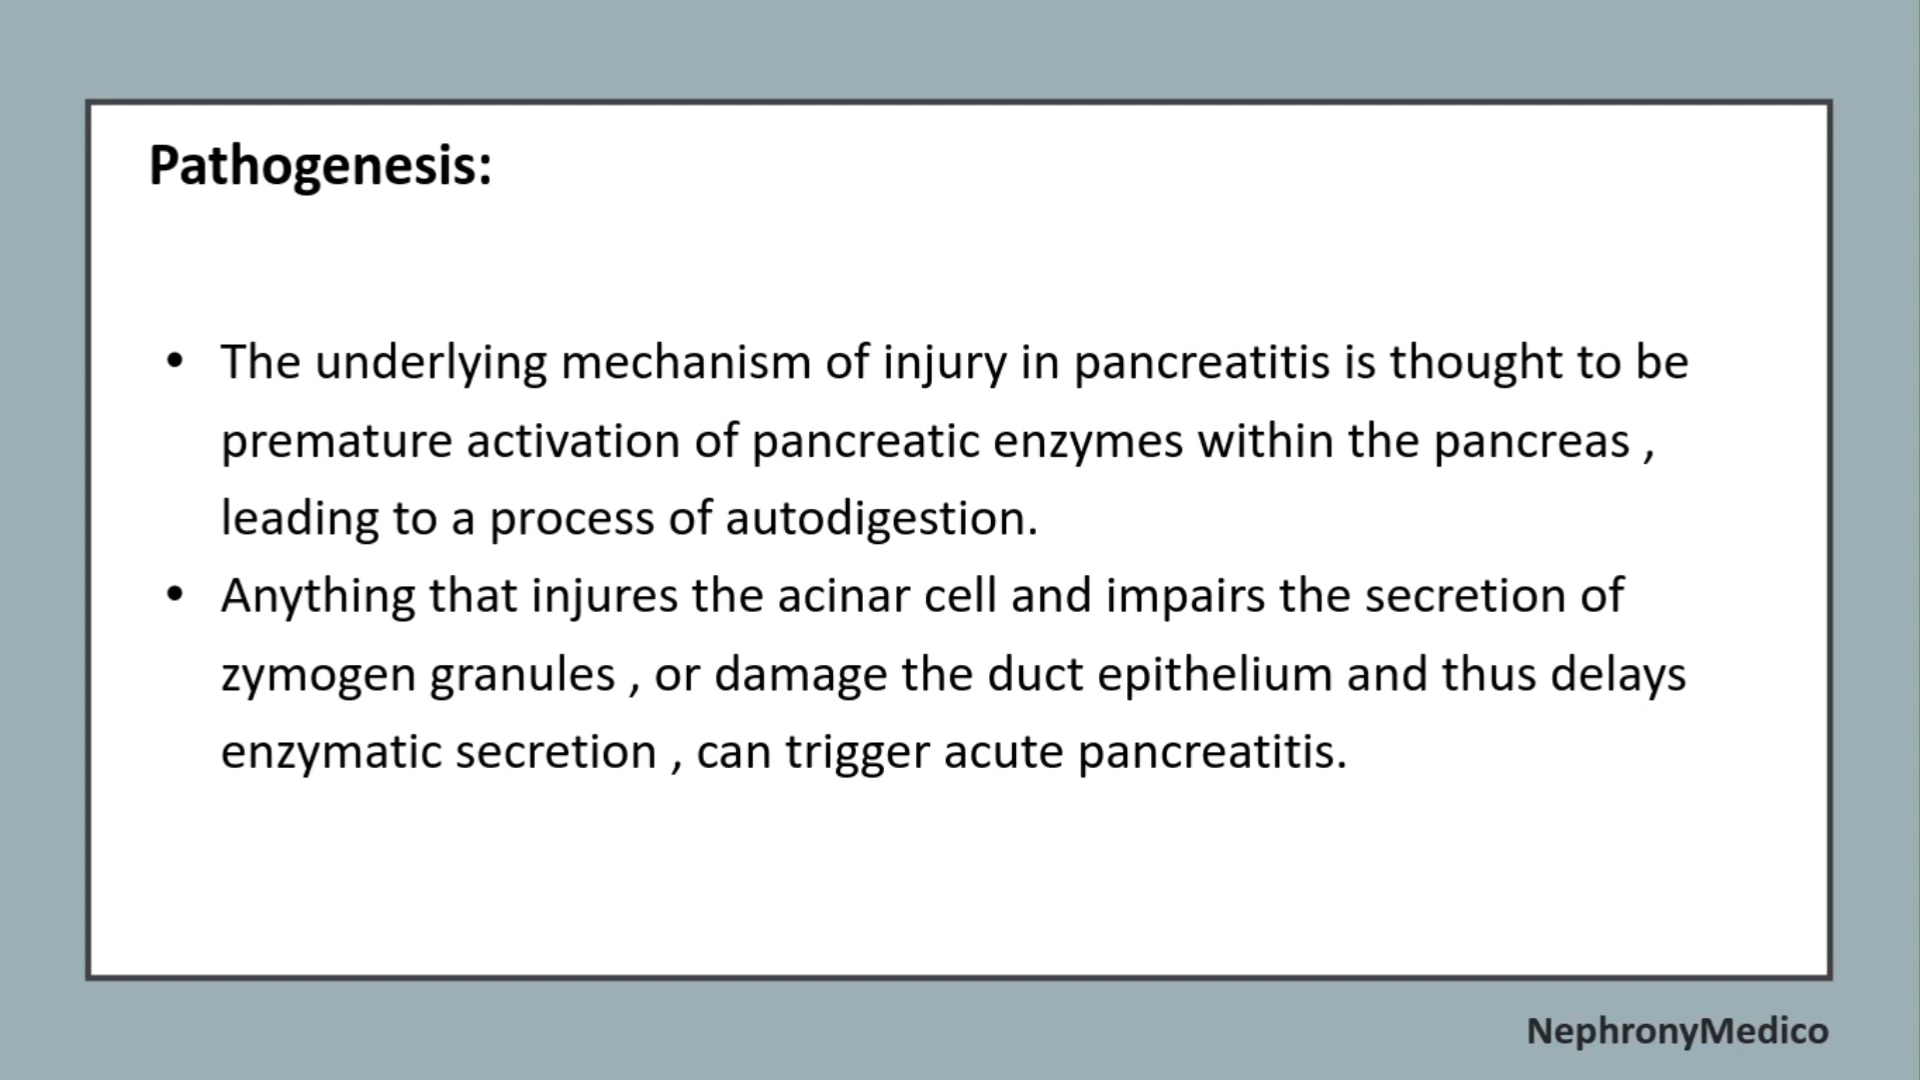 Pathogenesis:
• The underlying mechanism of injury in pancreatitis is thought to be
premature activation of pancreatic enzymes within the pancreas ,
leading to a process of autodigestion.
• Anything that injures the acinar cell and impairs the secretion of
zymogen granules , or damage the duct epithelium and thus delays
enzymatic secretion , can trigger acute pancreatitis.
NephronyMedico